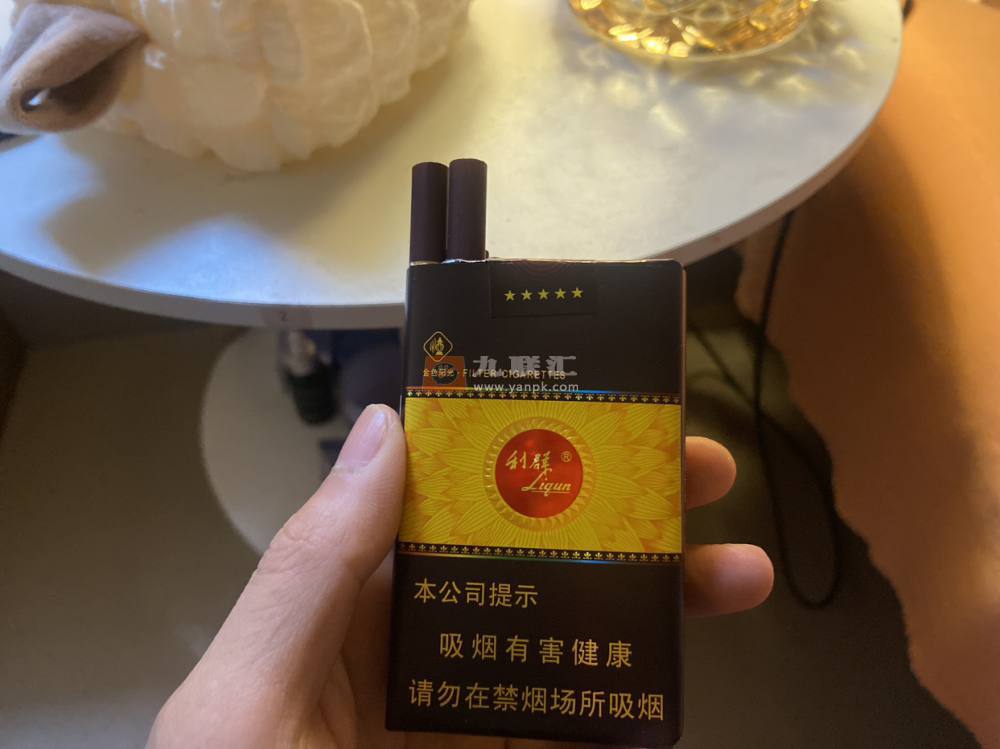 ★★★★★
九联汇
金色阳光·FILTER CIGARETTES
www.yanpk.com
利群®
Liqun
本公司提示
吸烟有害健康
请勿在禁烟场所吸烟